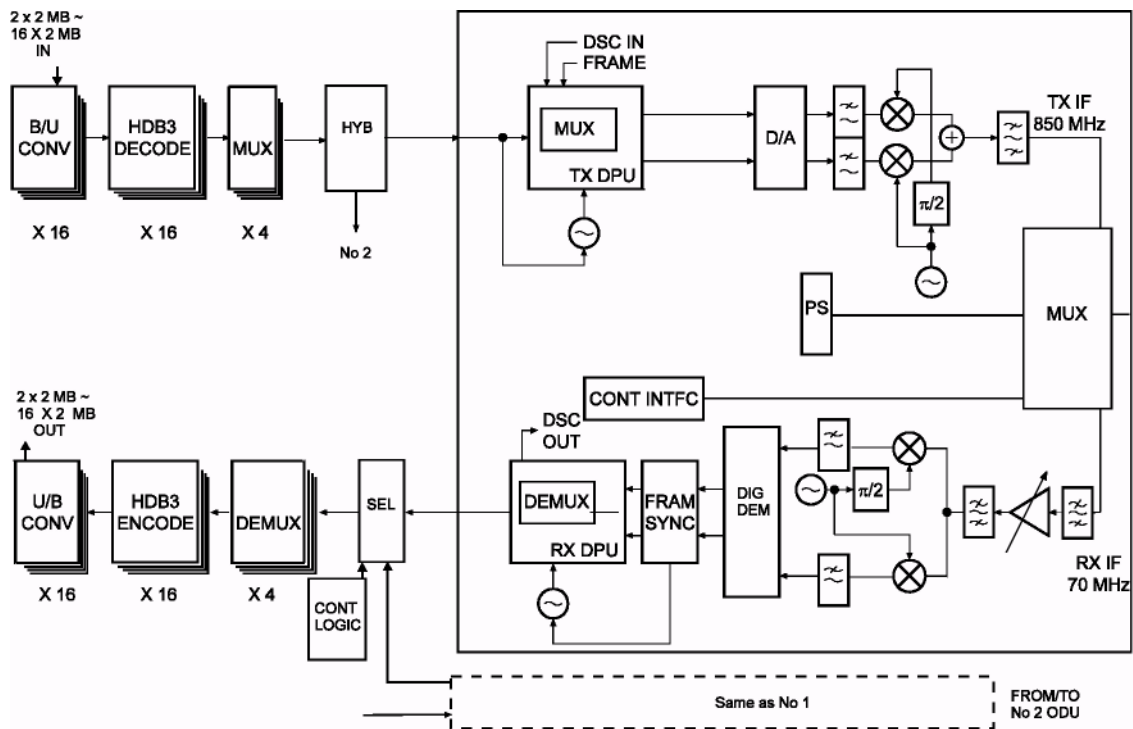 2 x 2 MB ~
16 X 2 MB
IN
B/U
CONV
X 16
HDB3
DECODE
X 16
MUX
X 4
HYB
No 2
DSC IN
FRAME
MUX
TX DPU
D/A
π/2
TX IF
850 MHz
PS
MUX
CONT INTFC
2 x 2 MB ~
16 X 2 MB
OUT
U/B
CONV
X 16
HDB3
ENCODE
X 16
DEMUX
X 4
SEL
CONT
LOGIC
DSC
OUT
DEMUX
RX DPU
FRAM
SYNC
DIG
DEM
π/2
RX IF
70 MHz
Same as No 1
FROM/TO
No 2 ODU